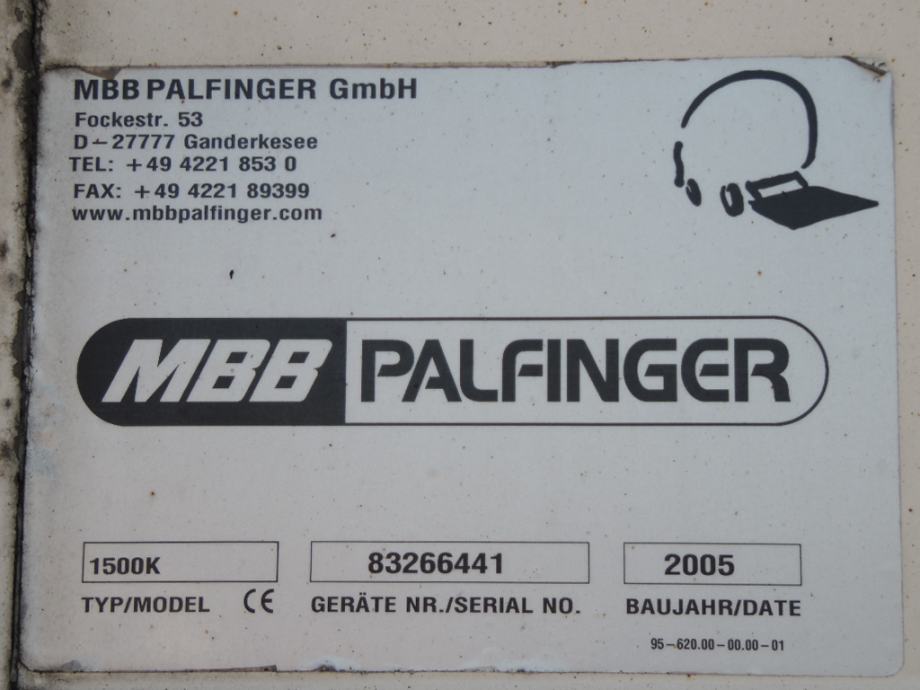 MBB PALFINGER GmbH
Fockestr. 53
D-27777 Ganderkesee
TEL: +49 4221 853 0
FAX: +49 4221 89399
www.mbbpalfinger.com
MBB PALFINGER
1500K 83266441 2005
TYP/MODEL CE GERÄTE NR./SERIAL NO. BAUJAHR/DATE
95-620.00-00.00-01